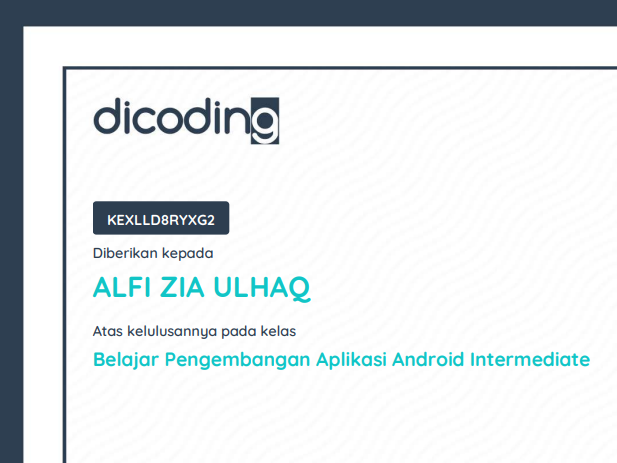 dicoding
KEXLLD8RYXG2
Diberikan kepada
ALFI ZIA ULHAQ
Atas kelulusannya pada kelas
Belajar Pengembangan Aplikasi Android Intermediate